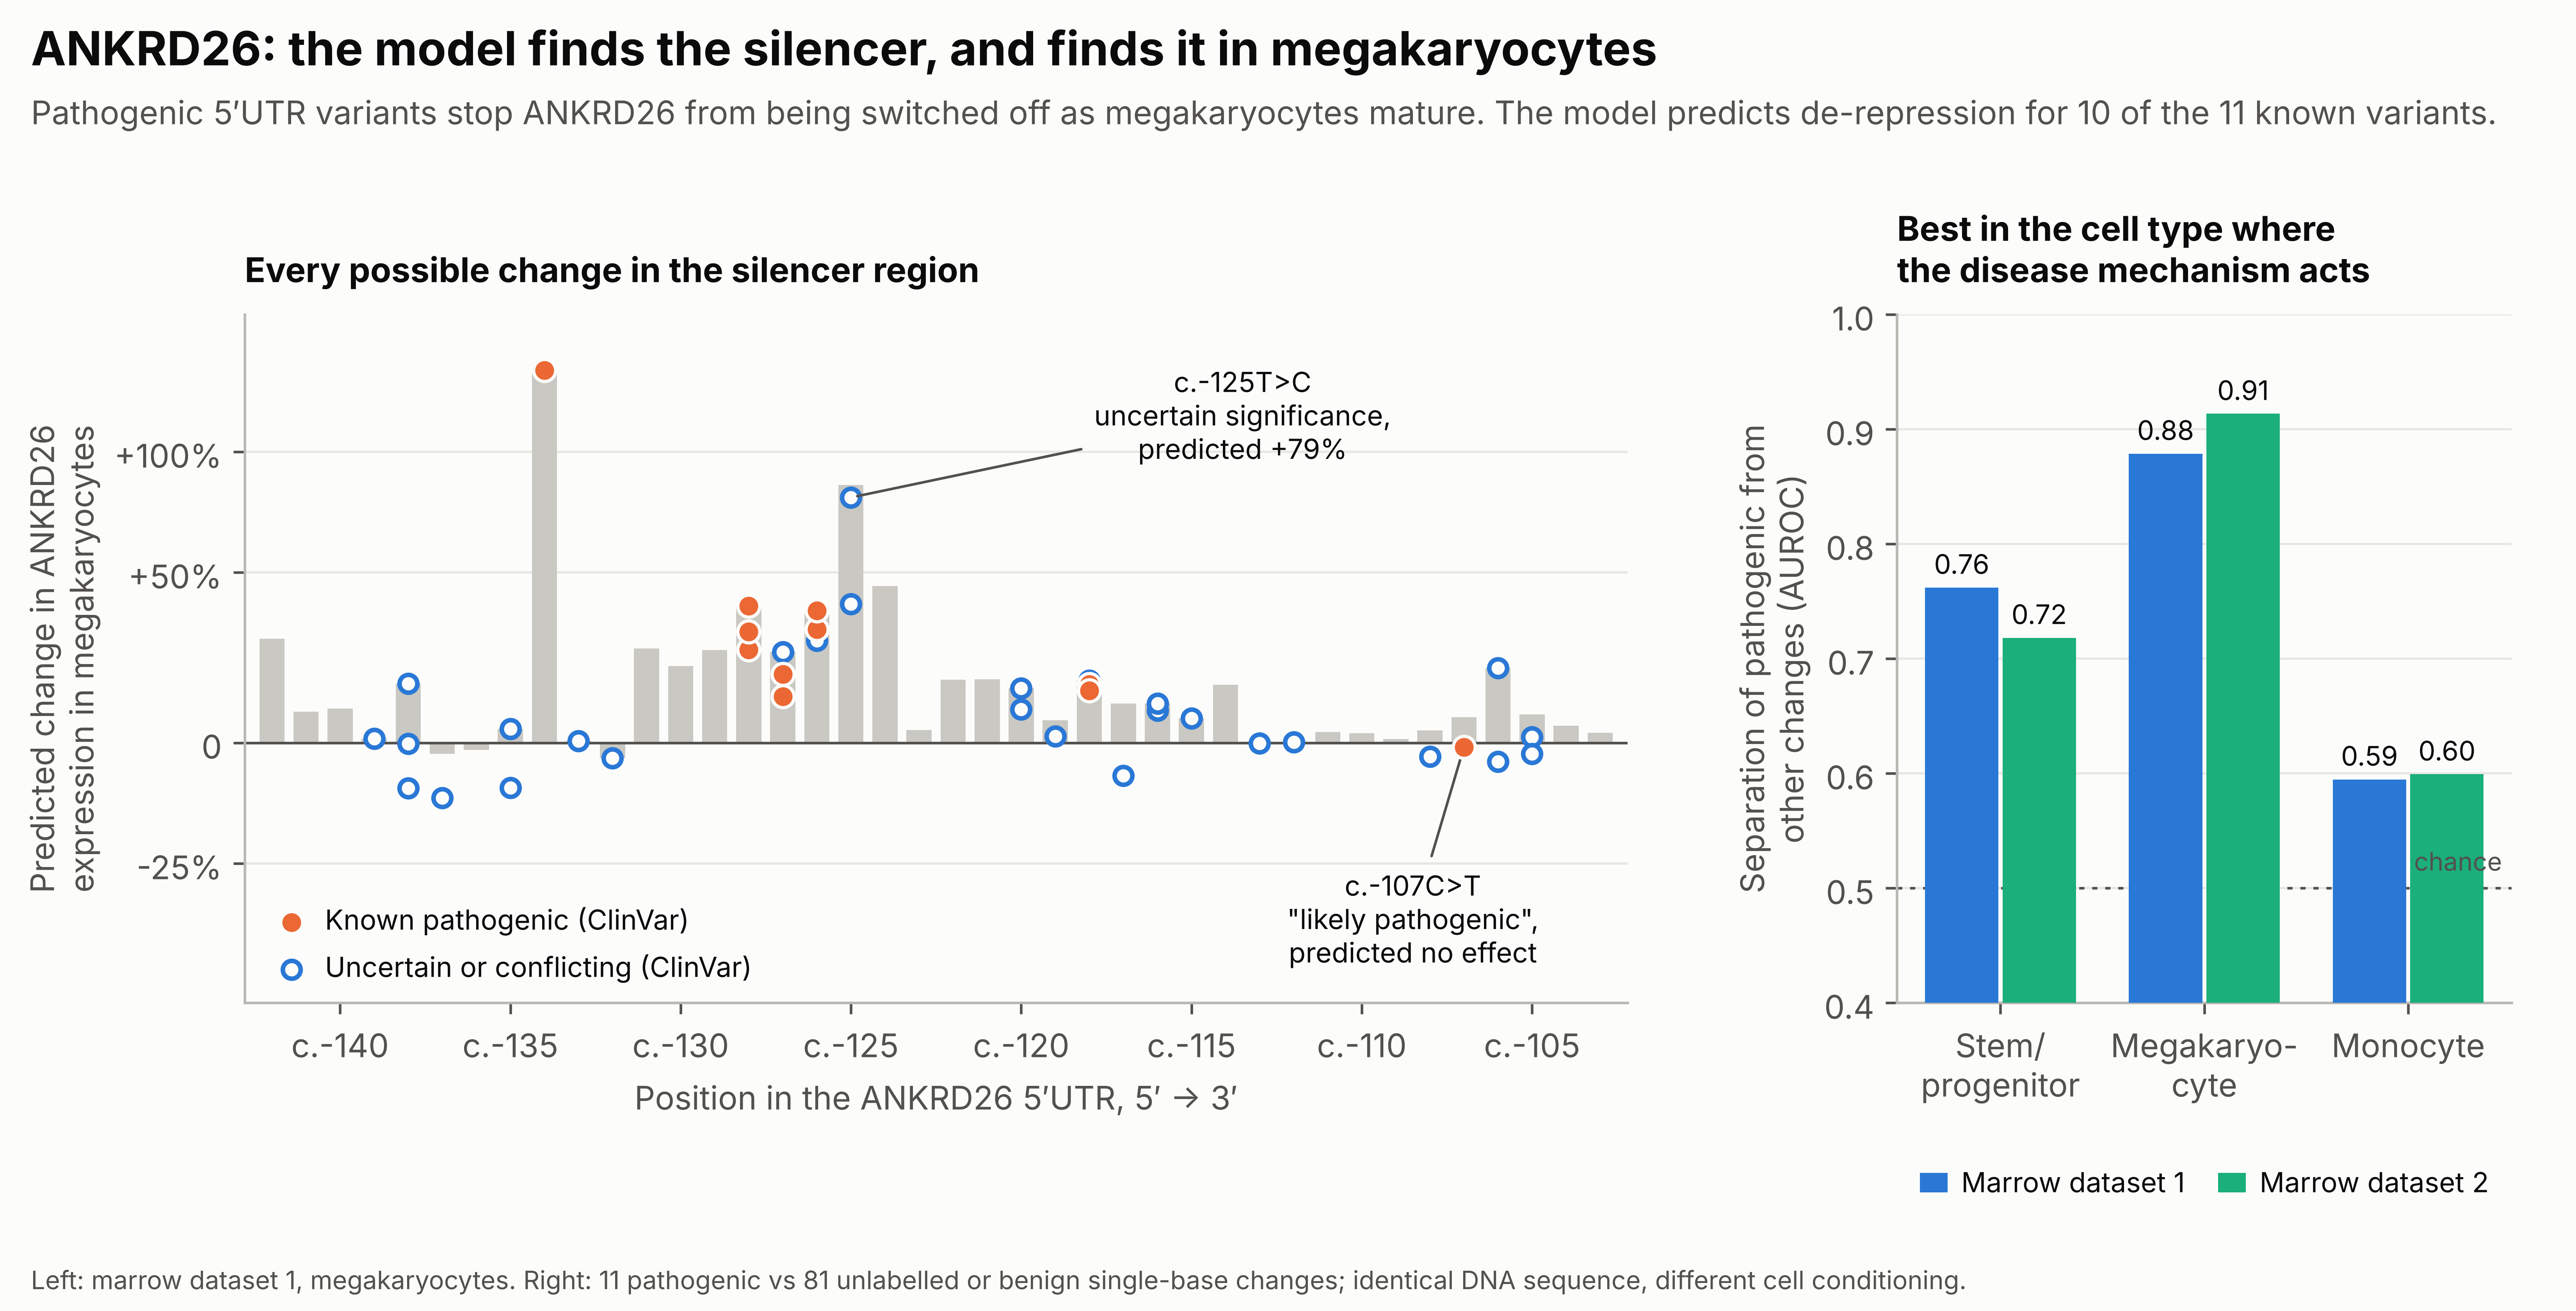 ANKRD26: the model finds the silencer, and finds it in megakaryocytes
Pathogenic 5′UTR variants stop ANKRD26 from being switched off as megakaryocytes mature. The model predicts de-repression for 10 of the 11 known variants.
Every possible change in the silencer region
Predicted change in ANKRD26
expression in megakaryocytes
+100%
+50%
0
-25%
c.-125T>C
uncertain significance,
predicted +79%
c.-107C>T
"likely pathogenic",
predicted no effect
Known pathogenic (ClinVar)
Uncertain or conflicting (ClinVar)
c.-140
c.-135
c.-130
c.-125
c.-120
c.-115
c.-110
c.-105
Position in the ANKRD26 5′UTR, 5′ → 3′
Best in the cell type where
the disease mechanism acts
Separation of pathogenic from
other changes (AUROC)
1.0
0.9
0.8
0.7
0.6
0.5
0.4
0.76
0.72
0.88
0.91
0.59
0.60
chance
Stem/
progenitor
Megakaryo-
cyte
Monocyte
Marrow dataset 1
Marrow dataset 2
Left: marrow dataset 1, megakaryocytes. Right: 11 pathogenic vs 81 unlabelled or benign single-base changes; identical DNA sequence, different cell conditioning.